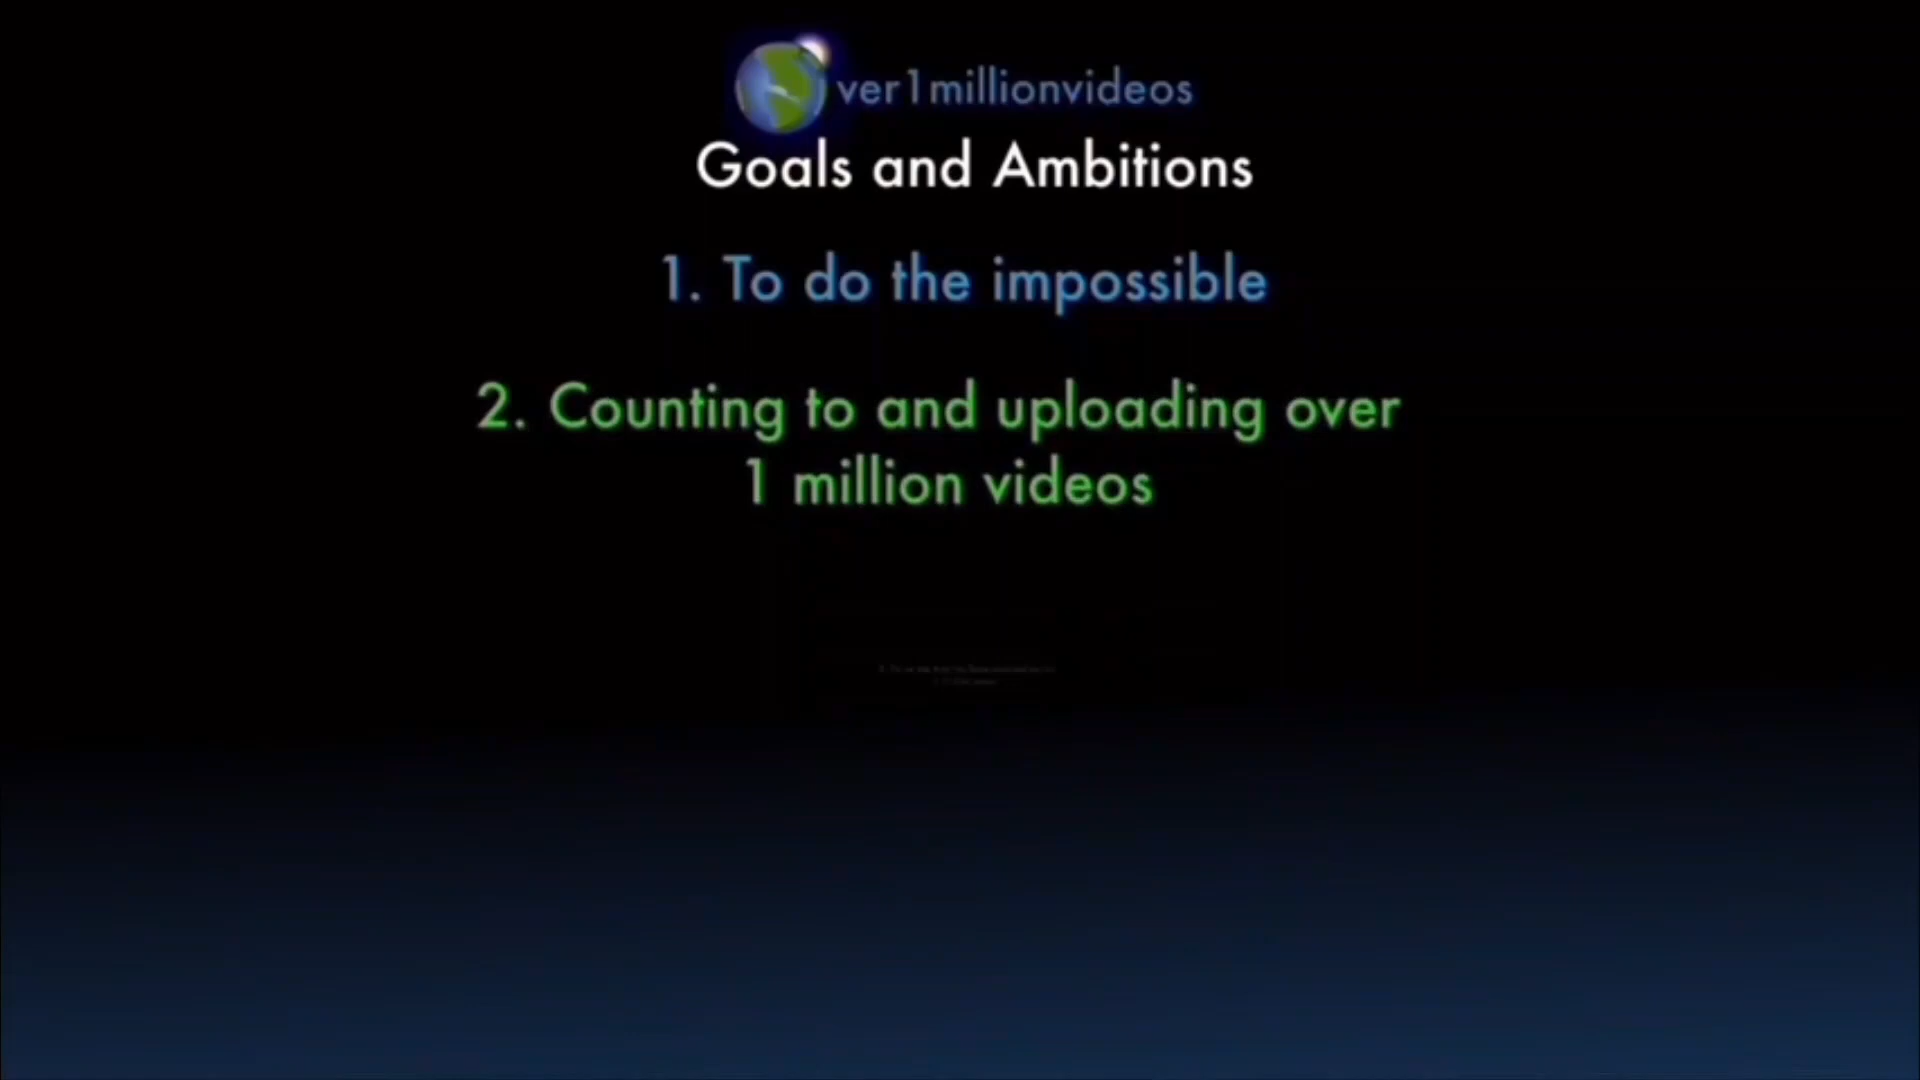 ver1millionvideos
Goals and Ambitions
1. To do the impossible
2. Counting to and uploading over
1 million videos